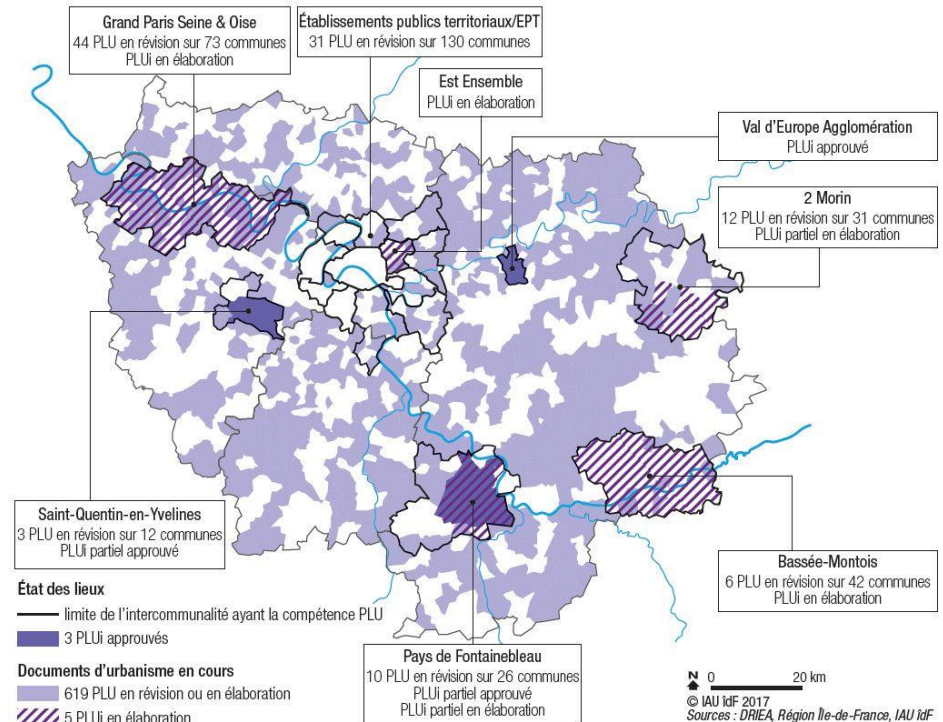 Grand Paris Seine & Oise
44 PLU en révision sur 73 communes
PLUi en élaboration
Établissements publics territoriaux/EPT
31 PLU en révision sur 130 communes
Est Ensemble
PLUi en élaboration
Val d'Europe Agglomération
PLUi approuvé
2 Morin
12 PLU en révision sur 31 communes
PLUi partiel en élaboration
Saint-Quentin-en-Yvelines
3 PLU en révision sur 12 communes
PLUi partiel approuvé
Bassée-Montois
6 PLU en révision sur 42 communes
PLUi en élaboration
Pays de Fontainebleau
10 PLU en révision sur 26 communes
PLUi partiel approuvé
PLUi partiel en élaboration
État des lieux
limite de l'intercommunalité ayant la compétence PLU
3 PLUi approuvés
Documents d'urbanisme en cours
619 PLU en révision ou en élaboration
5 PLUi en élaboration
N 0 20 km
© IAU îdF 2017
Sources : DRIEA, Région Île-de-France, IAU îdF